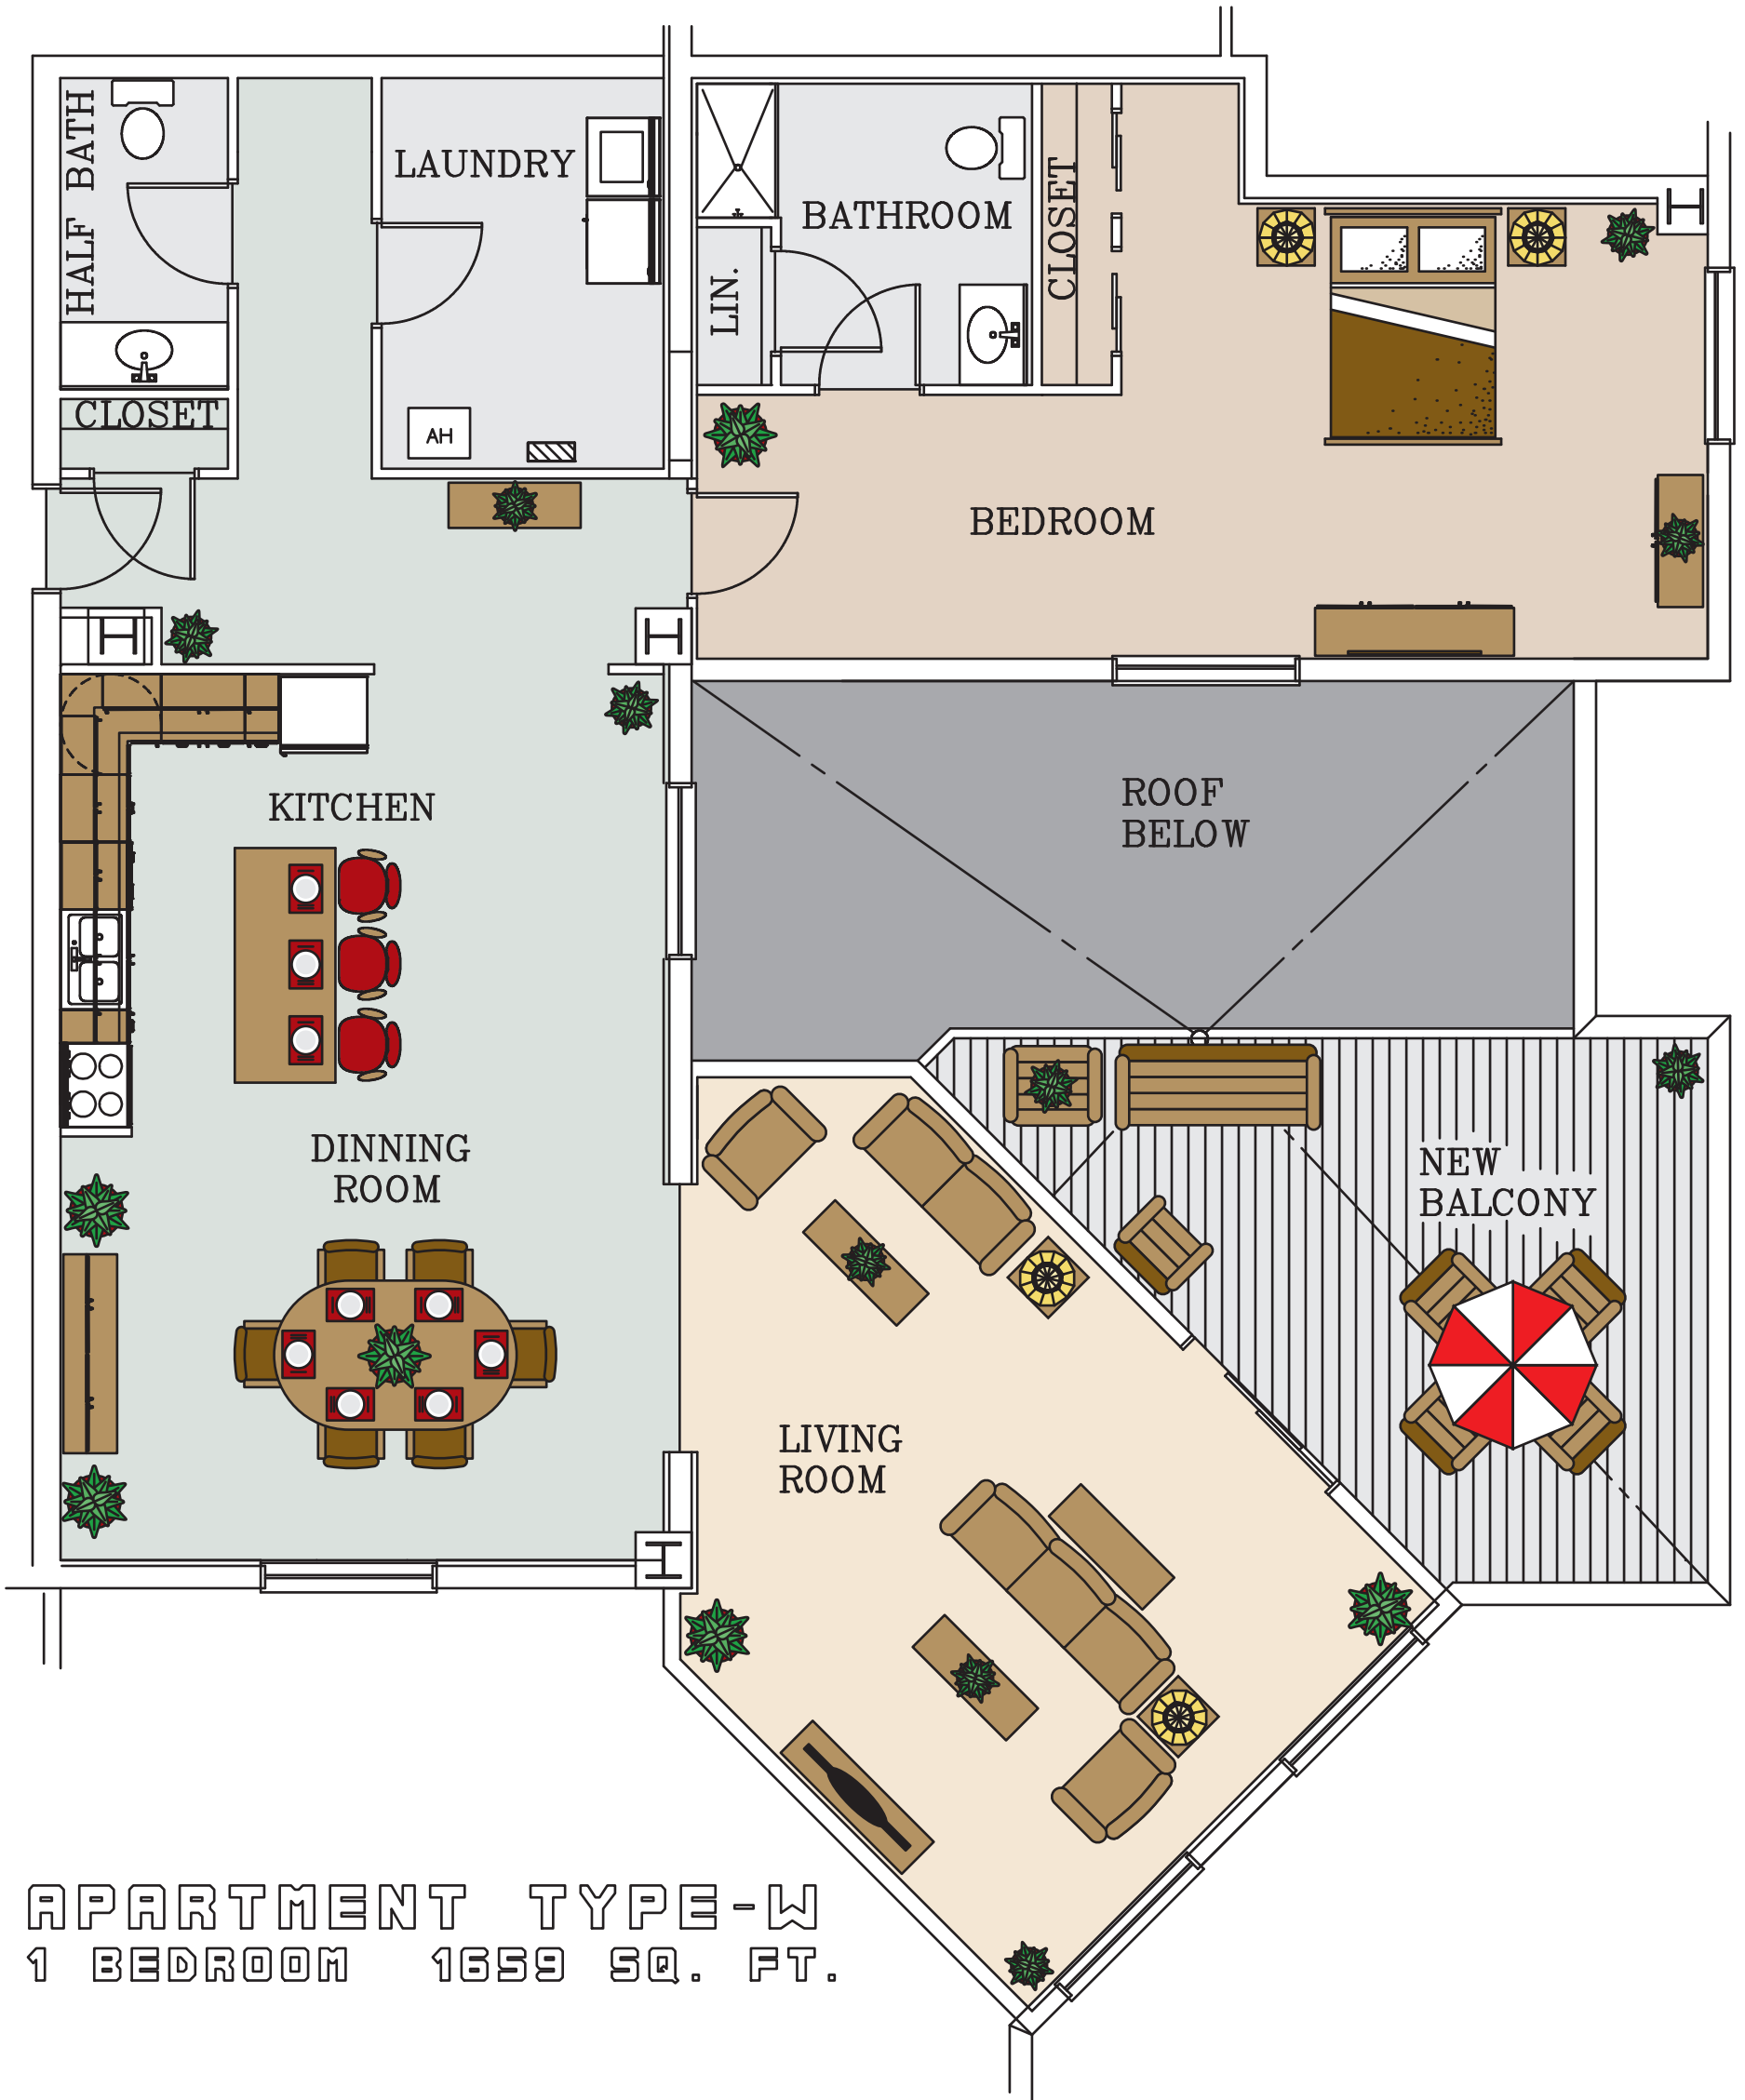 HALF BATH
LAUNDRY
BATHROOM
CLOSET
LIN.
CLOSET
AH
BEDROOM
KITCHEN
ROOF
BELOW
DINNING
ROOM
NEW
BALCONY
LIVING
ROOM
APARTMENT TYPE-W
1 BEDROOM 1659 SQ. FT.